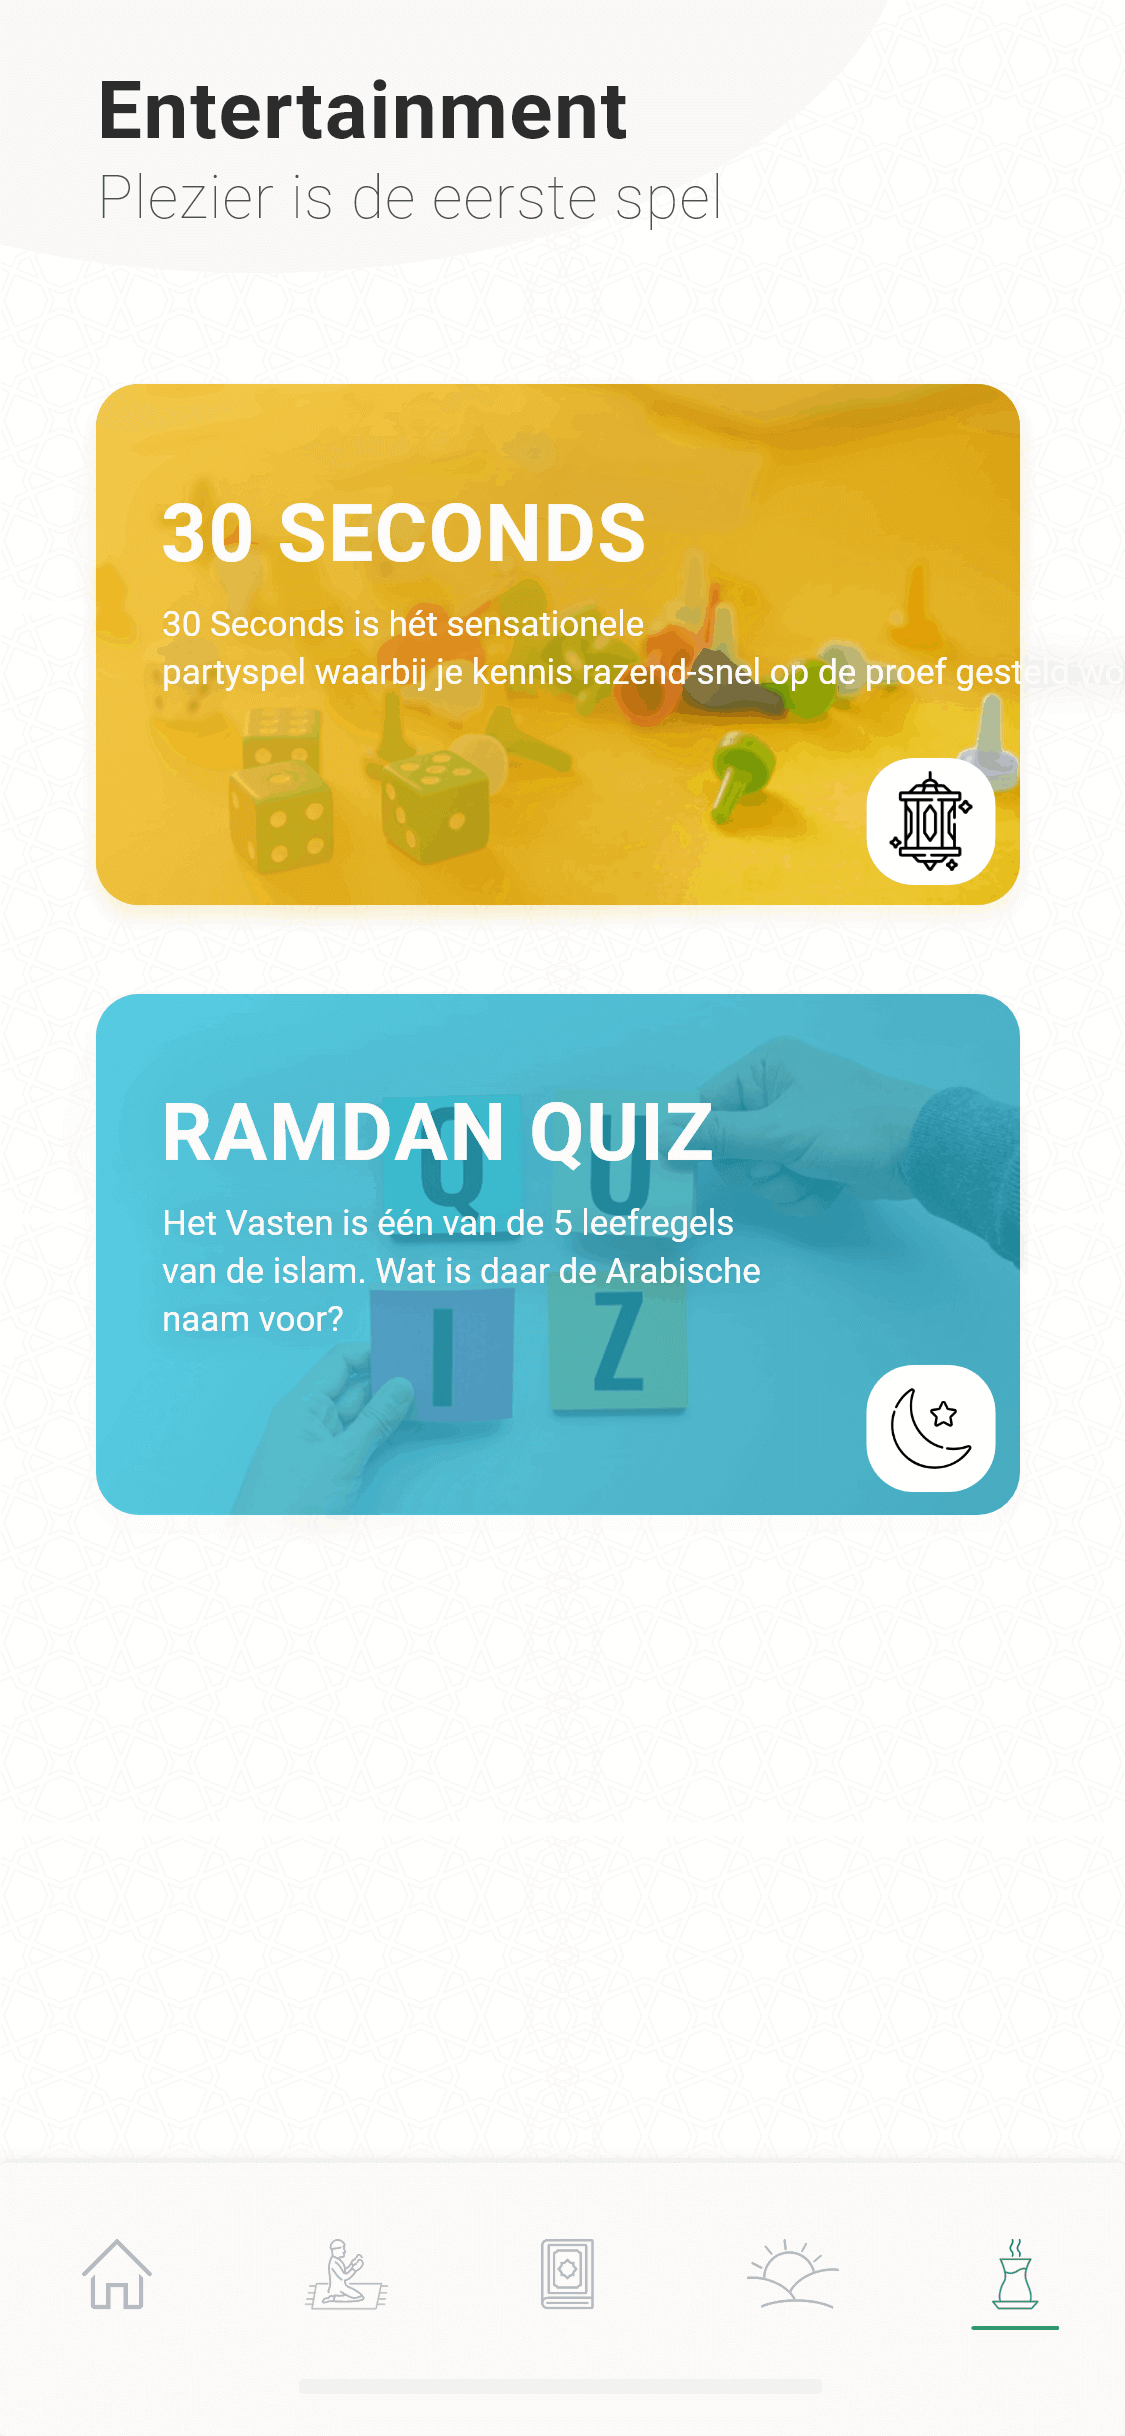 Entertainment
Plezier is de eerste spel
30 SECONDS
30 Seconds is hét sensationele
partyspel waarbij je kennis razend-snel op de proef gesteld wo
RAMDAN QUIZ
Q U
Het Vasten is één van de 5 leefregels
van de islam. Wat is daar de Arabische
naam voor?
I Z